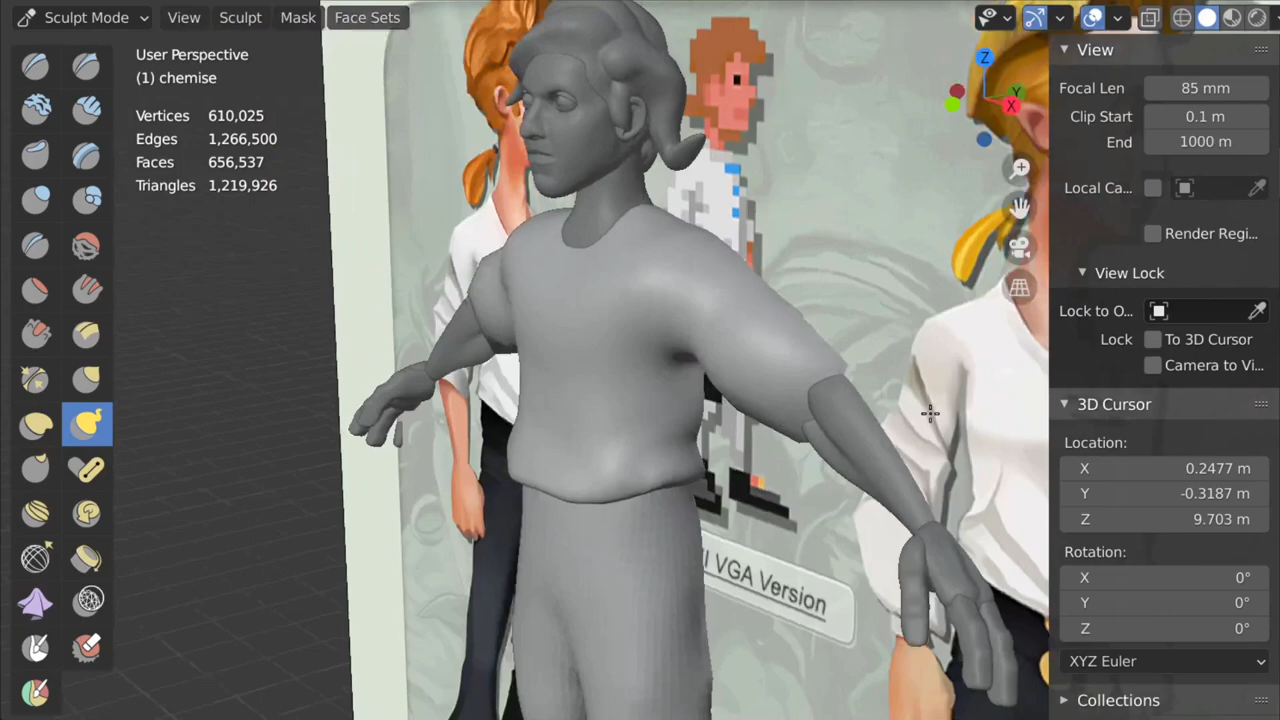 Sculpt Mode View Sculpt Mask Face Sets
User Perspective
(1) chemise
Vertices 610,025
Edges 1,266,500
Faces 656,537
Triangles 1,219,926
Z
Y
X
View
Focal Len 85 mm
Clip Start 0.1 m
End 1000 m
Local Ca...
Render Regi...
View Lock
Lock to O...
Lock To 3D Cursor
Camera to Vi...
3D Cursor
Location:
X 0.2477 m
Y -0.3187 m
Z 9.703 m
Rotation:
X 0°
Y 0°
Z 0°
XYZ Euler
Collections
VGA Version